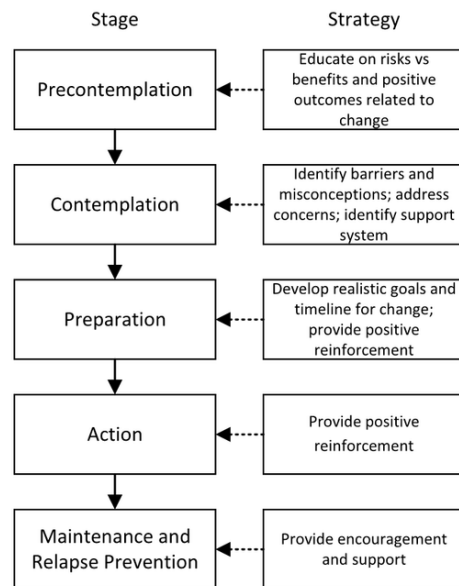 Stage
Strategy
Precontemplation
Educate on risks vs
benefits and positive
outcomes related to
change
Contemplation
Identify barriers and
misconceptions; address
concerns; identify support
system
Preparation
Develop realistic goals and
timeline for change;
provide positive
reinforcement
Action
Provide positive
reinforcement
Maintenance and
Relapse Prevention
Provide encouragement
and support